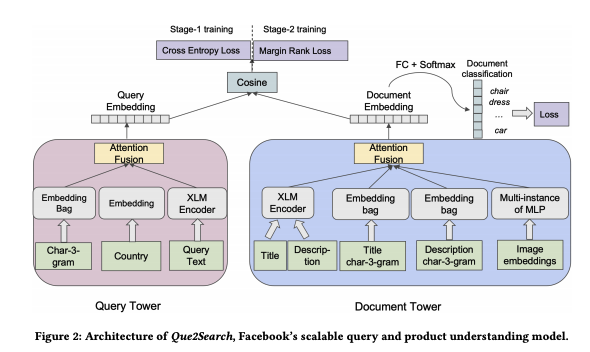 Stage-1 training
Stage-2 training
Cross Entropy Loss
Margin Rank Loss
Cosine
FC + Softmax
Document
classification
chair
dress
...
car
Loss
Query
Embedding
Document
Embedding
Attention
Fusion
Attention
Fusion
Embedding
Bag
Embedding
XLM
Encoder
XLM
Encoder
Embedding
bag
Embedding
bag
Multi-instance
of MLP
Char-3-
gram
Country
Query
Text
Title
Descrip-
tion
Title
char-3-gram
Description
char-3-gram
Image
embeddings
Query Tower
Document Tower
Figure 2: Architecture of Que2Search, Facebook's scalable query and product understanding model.